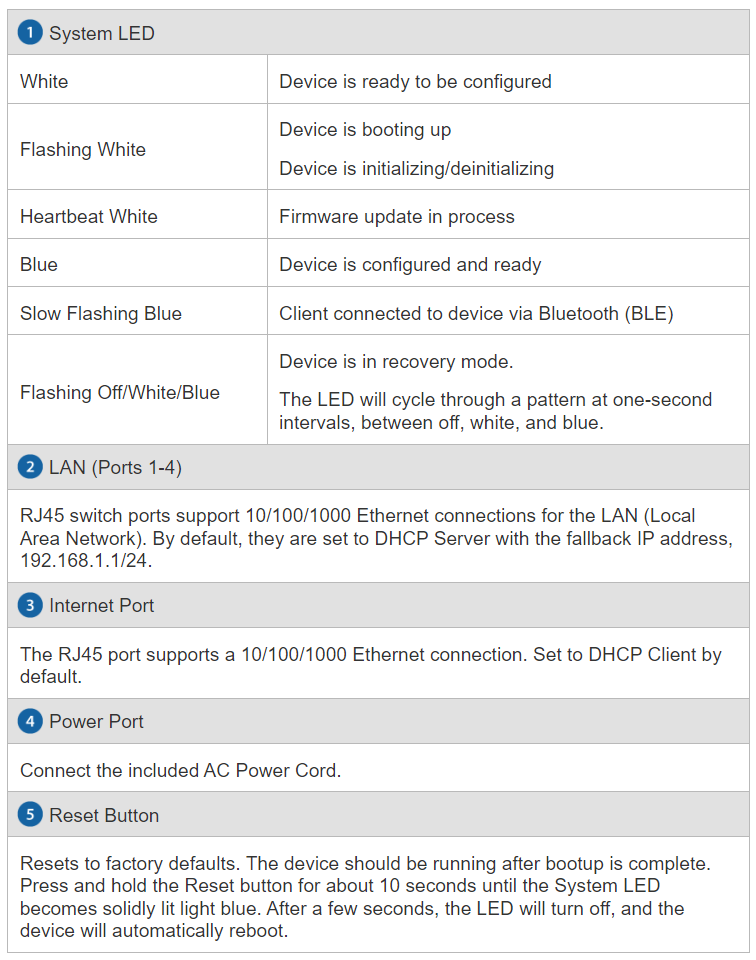 1 System LED
White
Device is ready to be configured
Flashing White
Device is booting up
Device is initializing/deinitializing
Heartbeat White
Firmware update in process
Blue
Device is configured and ready
Slow Flashing Blue
Client connected to device via Bluetooth (BLE)
Flashing Off/White/Blue
Device is in recovery mode.
The LED will cycle through a pattern at one-second
intervals, between off, white, and blue.
2 LAN (Ports 1-4)
RJ45 switch ports support 10/100/1000 Ethernet connections for the LAN (Local
Area Network). By default, they are set to DHCP Server with the fallback IP address,
192.168.1.1/24.
3 Internet Port
The RJ45 port supports a 10/100/1000 Ethernet connection. Set to DHCP Client by
default.
4 Power Port
Connect the included AC Power Cord.
5 Reset Button
Resets to factory defaults. The device should be running after bootup is complete.
Press and hold the Reset button for about 10 seconds until the System LED
becomes solidly lit light blue. After a few seconds, the LED will turn off, and the
device will automatically reboot.